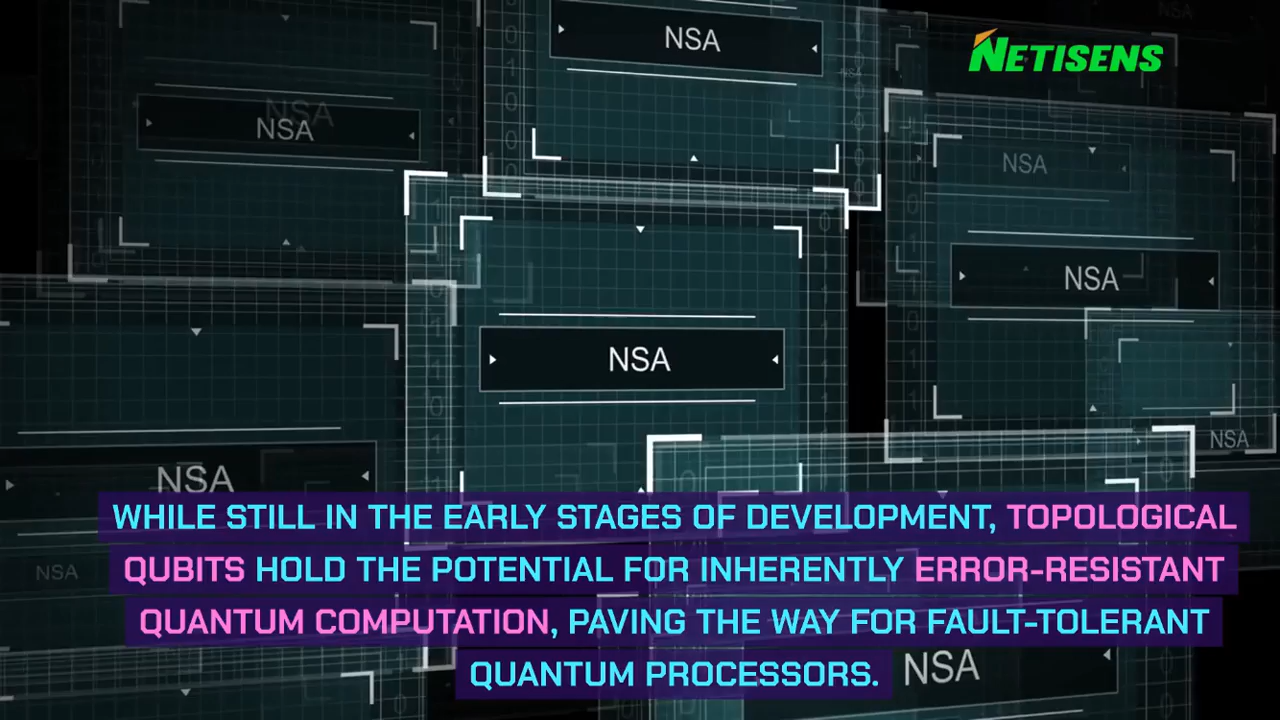 NSA
NETISENS
NSA
NSA
NSA
NSA
NSA
NSA
NSA
NSA
NSA
NSA
WHILE STILL IN THE EARLY STAGES OF DEVELOPMENT, TOPOLOGICAL
QUBITS HOLD THE POTENTIAL FOR INHERENTLY ERROR-RESISTANT
QUANTUM COMPUTATION, PAVING THE WAY FOR FAULT-TOLERANT
QUANTUM PROCESSORS.
NSA